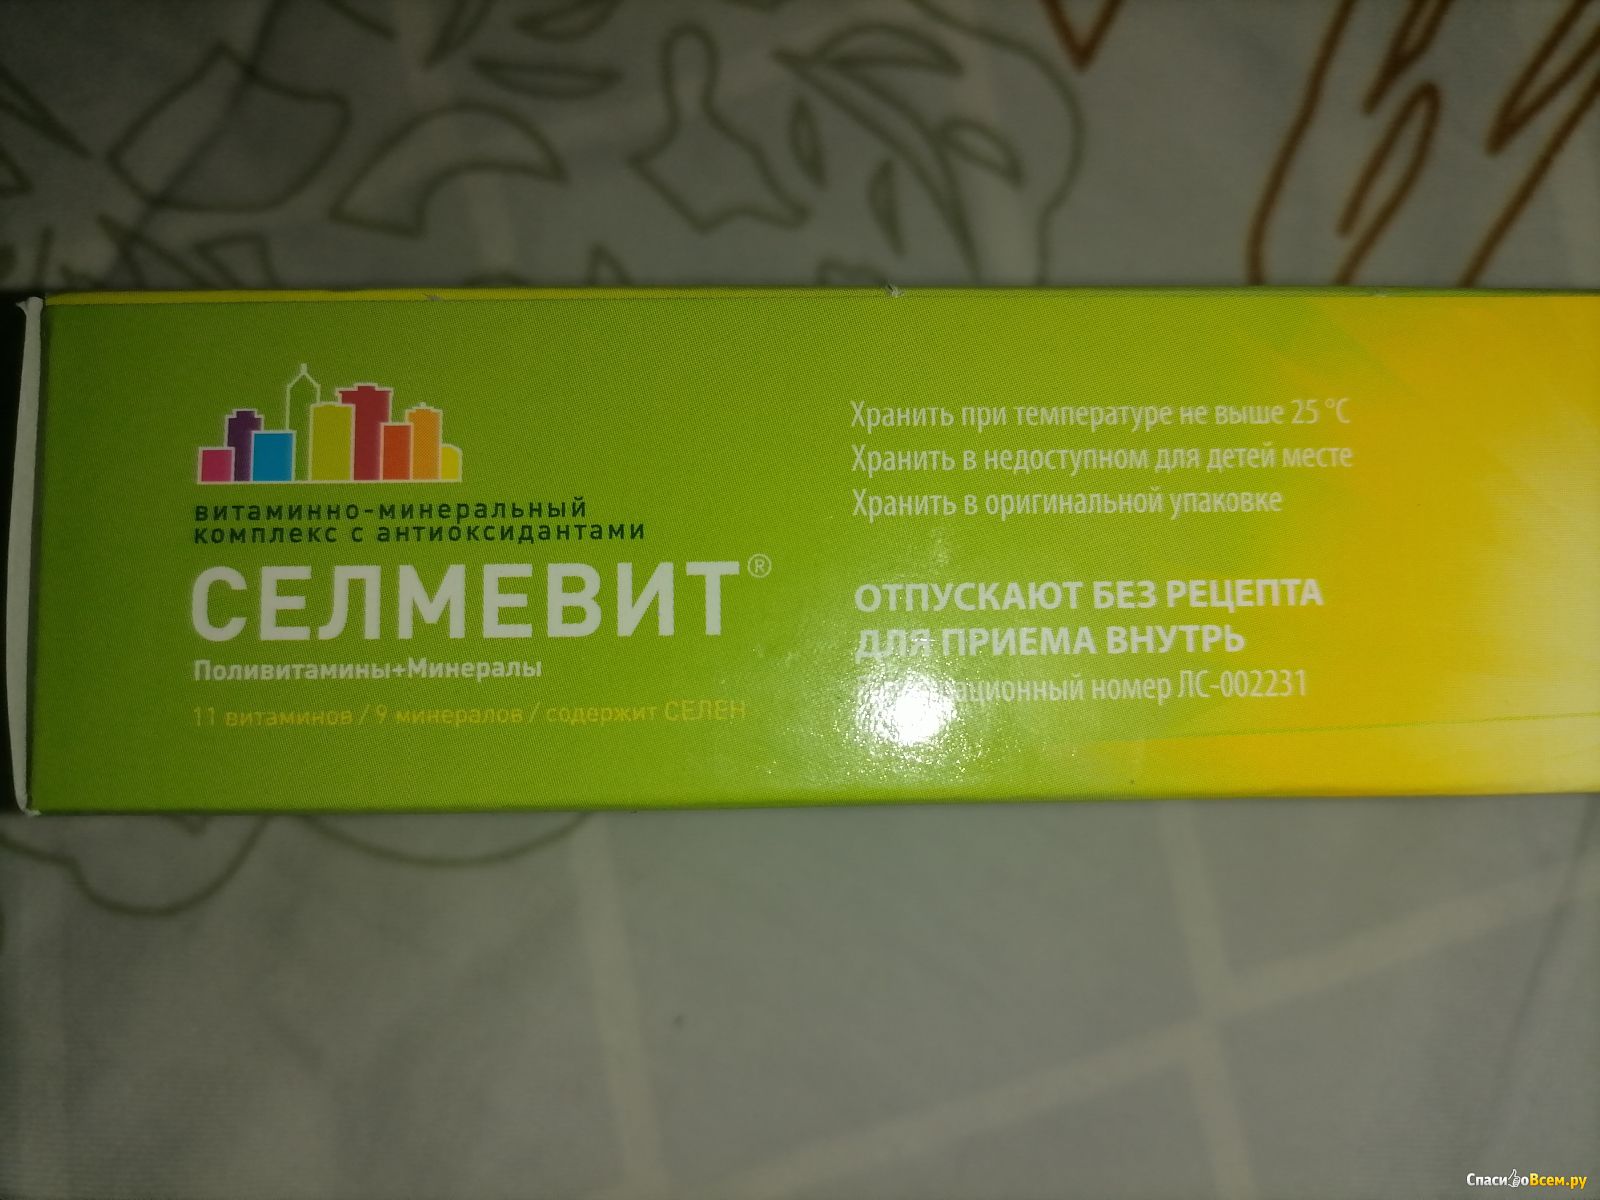 витаминно-минеральный
комплекс с антиоксидантами
СЕЛМЕВИТ®
Поливитамины+Минералы
11 витаминов / 9 минералов / содержит СЕЛЕН
Хранить при температуре не выше 25 °C
Хранить в недоступном для детей месте
Хранить в оригинальной упаковке
ОТПУСКАЮТ БЕЗ РЕЦЕПТА
ДЛЯ ПРИЕМА ВНУТРЬ
номер ЛС-002231
СпасибоВсем.ру